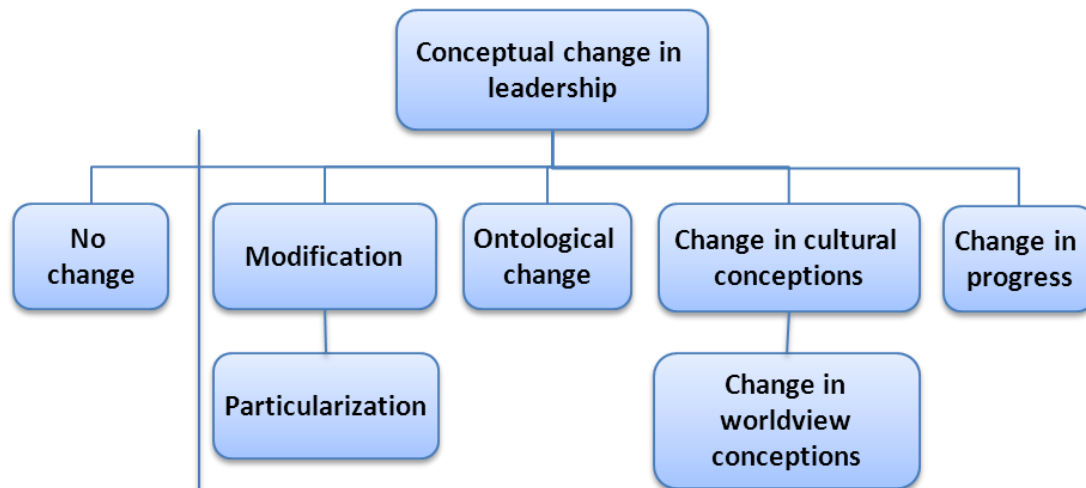 Conceptual change in
leadership
No
change
Modification
Ontological
change
Change in cultural
conceptions
Change in
progress
Particularization
Change in
worldview
conceptions